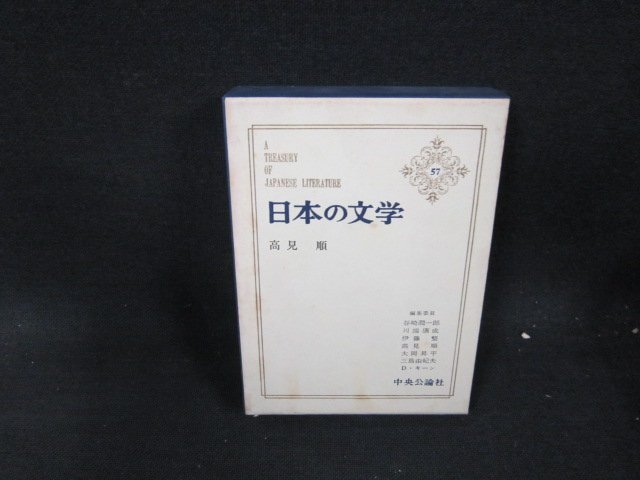 A
TREASURY
OF
JAPANESE LITERATURE
57
日本の文学
高見 順
編集委員
谷崎潤一郎
川端康成
伊藤 整
高見 順
大岡昇平
三島由紀夫
D・キーン
中央公論社